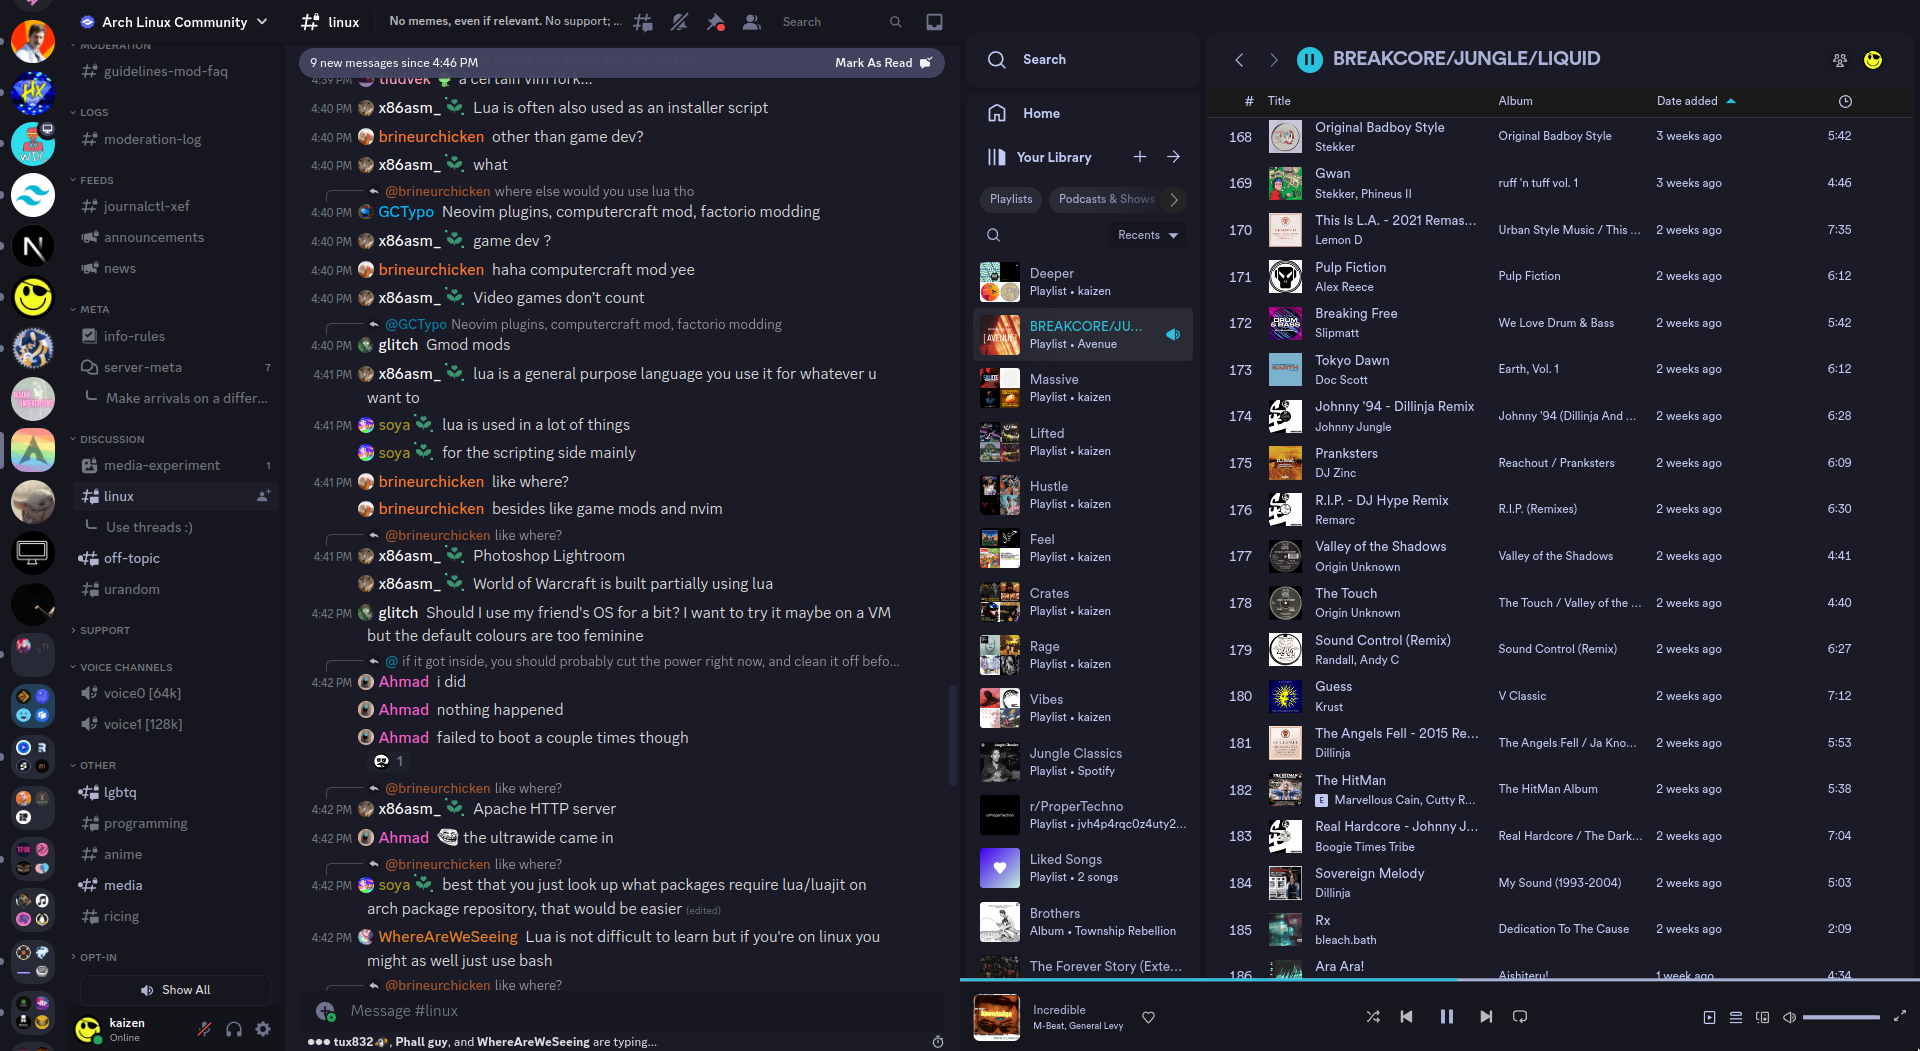 Arch Linux Community
MODERATION
guidelines-mod-faq
LOGS
moderation-log
FEEDS
journalctl-xef
announcements
news
META
info-rules
server-meta 7
Make arrivals on a differ...
DISCUSSION
media-experiment 1
linux
Use threads :)
off-topic
urandom
SUPPORT
VOICE CHANNELS
voice0 [64k]
voice1 [128k]
OTHER
lgbtq
programming
anime
media
ricing
OPT-IN
Show All
kaizen
Online
linux
No memes, even if relevant. No support; ...
Search
9 new messages since 4:46 PM
Mark As Read
4:39 PM tludvek a certain vim fork...
4:40 PM x86asm_ Lua is often also used as an installer script
4:40 PM brineurchicken other than game dev?
4:40 PM x86asm_ what
@brineurchicken where else would you use lua tho
4:40 PM GCTypo Neovim plugins, computercraft mod, factorio modding
4:40 PM x86asm_ game dev ?
4:40 PM brineurchicken haha computercraft mod yee
4:40 PM x86asm_ Video games don't count
@GCTypo Neovim plugins, computercraft mod, factorio modding
4:40 PM glitch Gmod mods
4:41 PM x86asm_ lua is a general purpose language you use it for whatever u
want to
4:41 PM soya lua is used in a lot of things
soya for the scripting side mainly
4:41 PM brineurchicken like where?
brineurchicken besides like game mods and nvim
@brineurchicken like where?
4:41 PM x86asm_ Photoshop Lightroom
x86asm_ World of Warcraft is built partially using lua
4:42 PM glitch Should I use my friend's OS for a bit? I want to try it maybe on a VM
but the default colours are too feminine
@ if it got inside, you should probably cut the power right now, and clean it off befo...
4:42 PM Ahmad i did
Ahmad nothing happened
Ahmad failed to boot a couple times though
1
@brineurchicken like where?
4:42 PM x86asm_ Apache HTTP server
4:42 PM Ahmad the ultrawide came in
@brineurchicken like where?
4:42 PM soya best that you just look up what packages require lua/luajit on
arch package repository, that would be easier (edited)
4:42 PM WhereAreWeSeeing Lua is not difficult to learn but if you're on linux you
might as well just use bash
@brineurchicken like where?
Message #linux
tux832, Phall guy, and WhereAreWeSeeing are typing...
Search
Home
Your Library
Playlists
Podcasts & Shows
Recents
Deeper
Playlist • kaizen
BREAKCORE/JU...
Playlist • Avenue
Massive
Playlist • kaizen
Lifted
Playlist • kaizen
Hustle
Playlist • kaizen
Feel
Playlist • kaizen
Crates
Playlist • kaizen
Rage
Playlist • kaizen
Vibes
Playlist • kaizen
Jungle Classics
Playlist • Spotify
r/ProperTechno
Playlist • jvh4p4rqc0z4uty2...
Liked Songs
Playlist • 2 songs
Brothers
Album • Township Rebellion
The Forever Story (Exte...
BREAKCORE/JUNGLE/LIQUID
# Title Album Date added
168 Original Badboy Style Original Badboy Style 3 weeks ago 5:42
Stekker
169 Gwan ruff 'n tuff vol. 1 3 weeks ago 4:46
Stekker, Phineus II
170 This Is L.A. - 2021 Remas... Urban Style Music / This ... 2 weeks ago 7:35
Lemon D
171 Pulp Fiction Pulp Fiction 2 weeks ago 6:12
Alex Reece
172 Breaking Free We Love Drum & Bass 2 weeks ago 5:42
Slipmatt
173 Tokyo Dawn Earth, Vol. 1 2 weeks ago 6:12
Doc Scott
174 Johnny '94 - Dillinja Remix Johnny '94 (Dillinja And ... 2 weeks ago 6:28
Johnny Jungle
175 Pranksters Reachout / Pranksters 2 weeks ago 6:09
DJ Zinc
176 R.I.P. - DJ Hype Remix R.I.P. (Remixes) 2 weeks ago 6:30
Remarc
177 Valley of the Shadows Valley of the Shadows 2 weeks ago 4:41
Origin Unknown
178 The Touch The Touch / Valley of the ... 2 weeks ago 4:40
Origin Unknown
179 Sound Control (Remix) Sound Control (Remix) 2 weeks ago 6:27
Randall, Andy C
180 Guess V Classic 2 weeks ago 7:12
Krust
181 The Angels Fell - 2015 Re... The Angels Fell / Ja Kno... 2 weeks ago 5:53
Dillinja
182 The HitMan The HitMan Album 2 weeks ago 5:38
E Marvellous Cain, Cutty R...
183 Real Hardcore - Johnny J... Real Hardcore / The Dark... 2 weeks ago 7:04
Boogie Times Tribe
184 Sovereign Melody My Sound (1993-2004) 2 weeks ago 5:03
Dillinja
185 Rx Dedication To The Cause 2 weeks ago 2:09
bleach.bath
186 Ara Ara! Aishiteru! 1 week ago 4:34
Incredible
M-Beat, General Levy